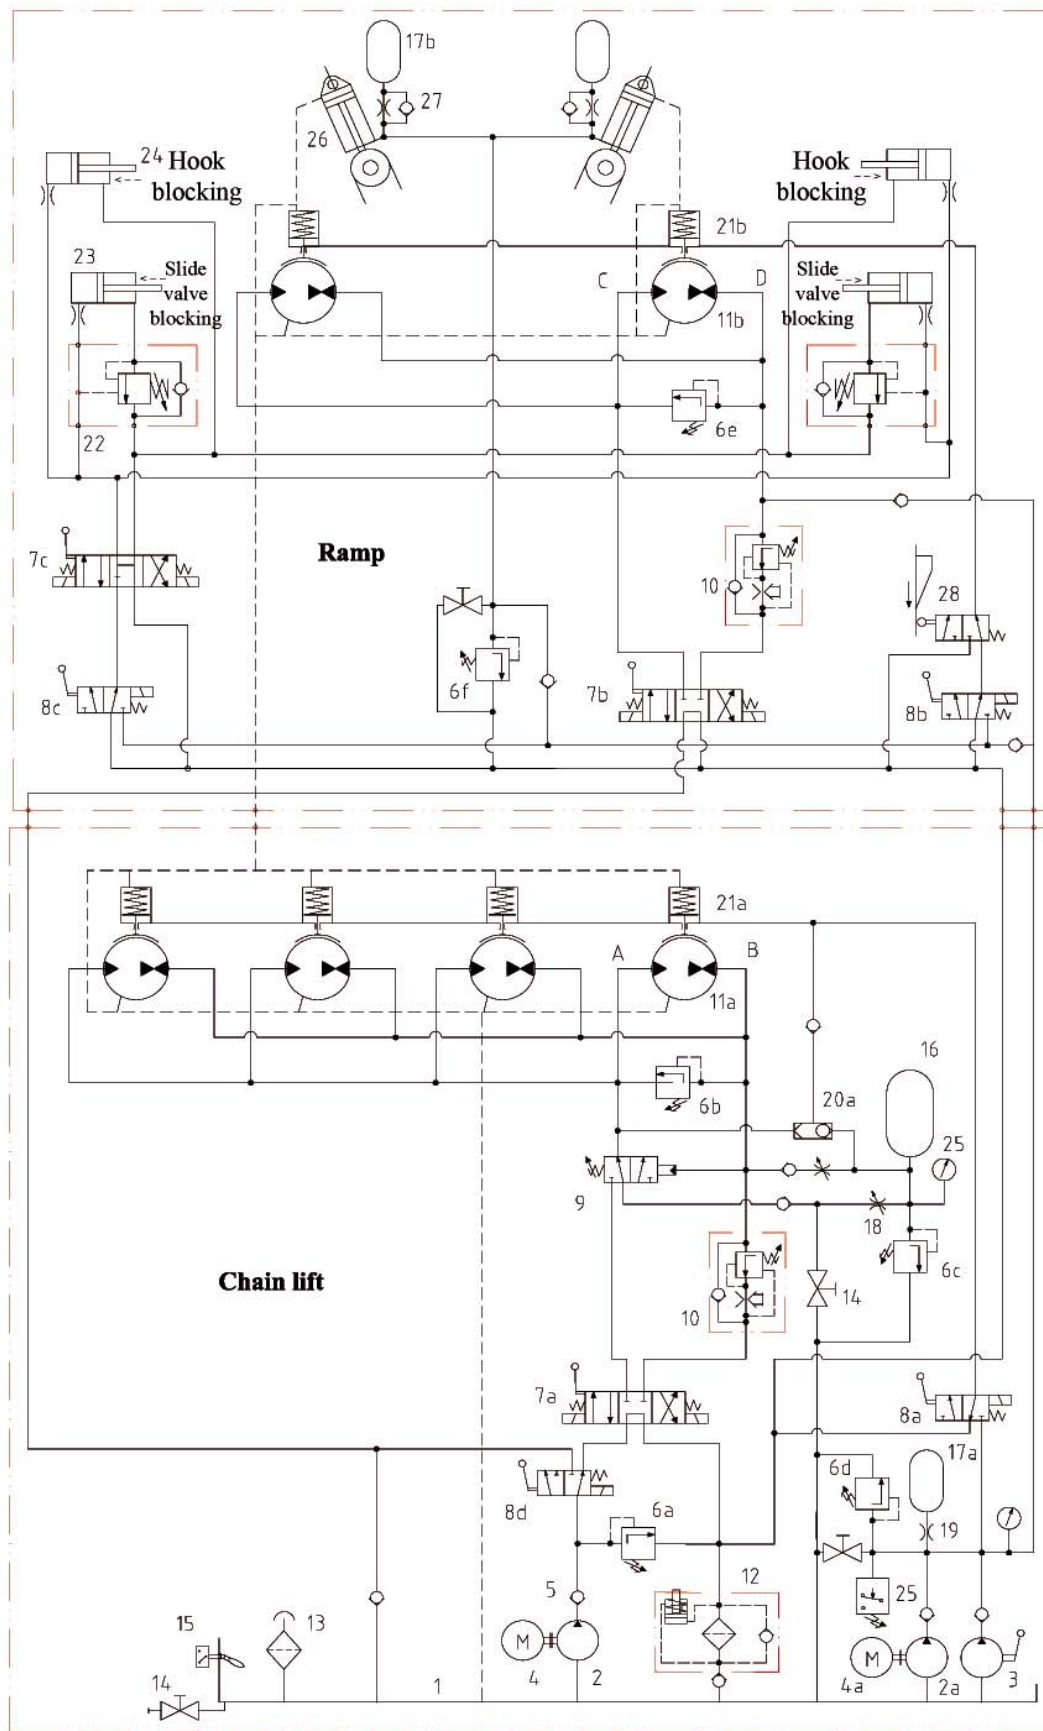 17b
27
26
24 Hook
blocking
Hook
blocking
21b
23
Slide
valve
blocking
C
D
Slide
valve
blocking
11b
6e
22
7c
Ramp
10
28
6f
7b
8c
8b
21a
A
B
11a
16
6b
20a
25
9
18
6c
Chain lift
10
14
7a
8a
17a
6d
6a
8d
19
12
5
25
15
13
M
M
14
1
4
2
4a
2a
3